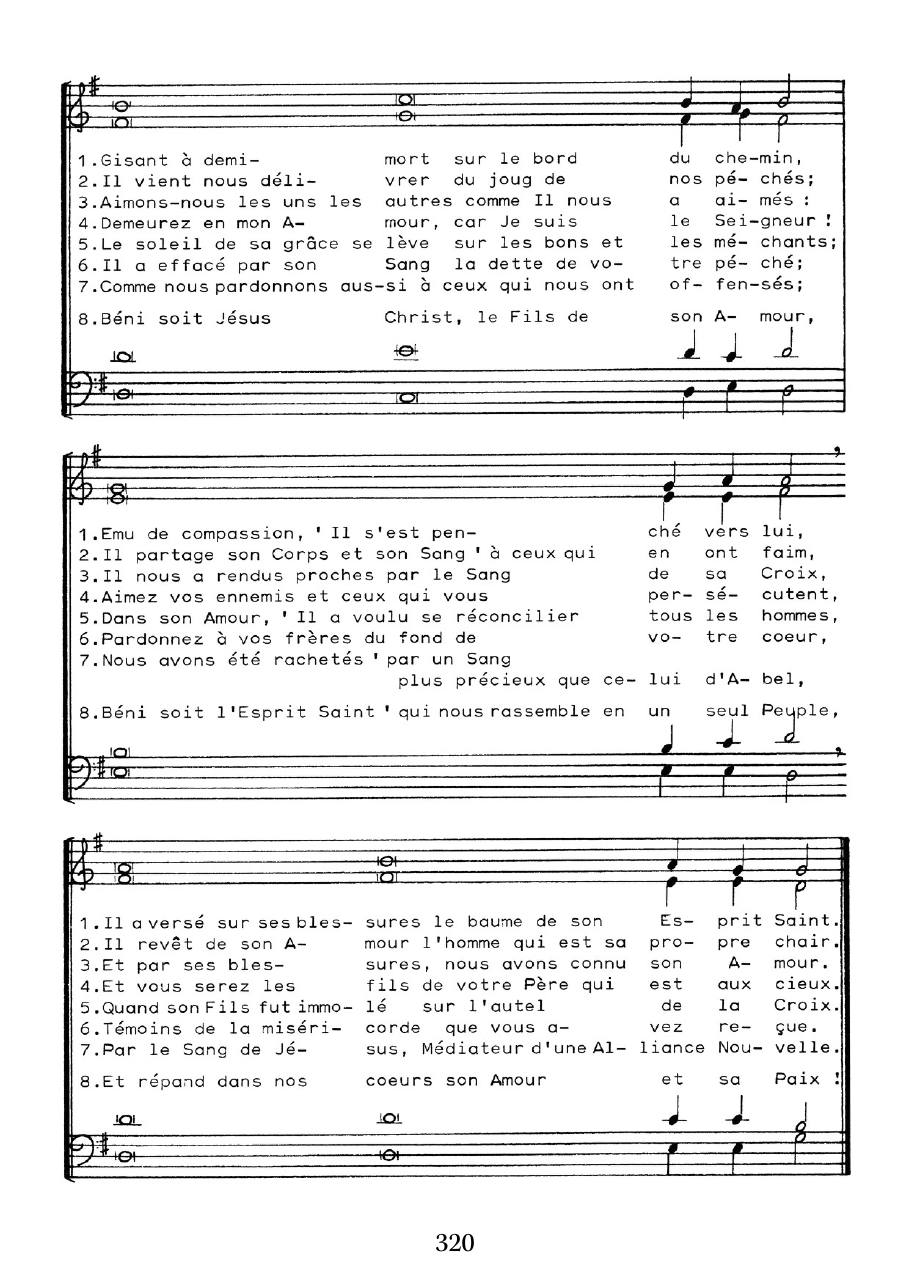 1.Gisant à demi- mort sur le bord du che-min,
2.Il vient nous déli- vrer du joug de nos pé- chés;
3.Aimons-nous les uns les autres comme Il nous a ai- més :
4.Demeurez en mon A- mour, car Je suis le Sei-gneur !
5.Le soleil de sa grâce se lève sur les bons et les mé- chants;
6.Il a effacé par son Sang la dette de vo- tre pé- ché;
7.Comme nous pardonnons aus-si à ceux qui nous ont of- fen-sés;
8.Béni soit Jésus Christ, le Fils de son A- mour,
1.Emu de compassion, ' Il s'est pen- ché vers lui,
2.Il partage son Corps et son Sang ' à ceux qui en ont faim,
3.Il nous a rendus proches par le Sang de sa Croix,
4.Aimez vos ennemis et ceux qui vous per- sé- cutent,
5.Dans son Amour, ' Il a voulu se réconcilier tous les hommes,
6.Pardonnez à vos frères du fond de vo- tre coeur,
7.Nous avons été rachetés ' par un Sang
plus précieux que ce- lui d'A- bel,
8.Béni soit l'Esprit Saint ' qui nous rassemble en un seul Peuple,
1.Il a versé sur ses bles- sures le baume de son Es- prit Saint.
2.Il revêt de son A- mour l'homme qui est sa pro- pre chair.
3.Et par ses bles- sures, nous avons connu son A- mour.
4.Et vous serez les fils de votre Père qui est aux cieux.
5.Quand son Fils fut immo- lé sur l'autel de la Croix.
6.Témoins de la miséri- corde que vous a- vez re- çue.
7.Par le Sang de Jé- sus, Médiateur d'une Al- liance Nou- velle.
8.Et répand dans nos coeurs son Amour et sa Paix !
320